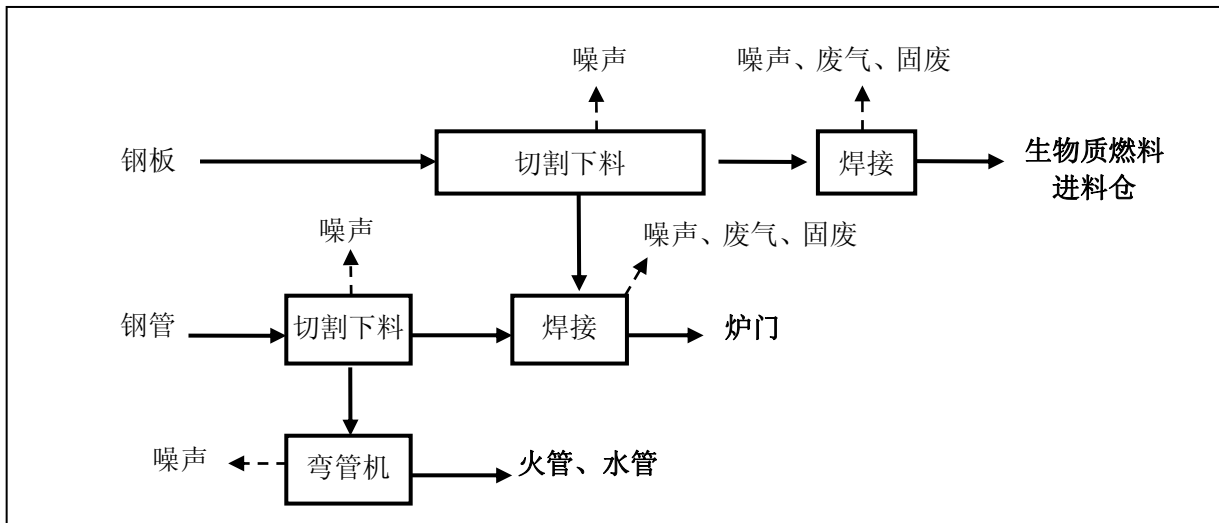 噪声
噪声、废气、固废
钢板
切割下料
焊接
生物质燃料
进料仓
噪声
噪声、废气、固废
钢管
切割下料
焊接
炉门
噪声
弯管机
火管、水管